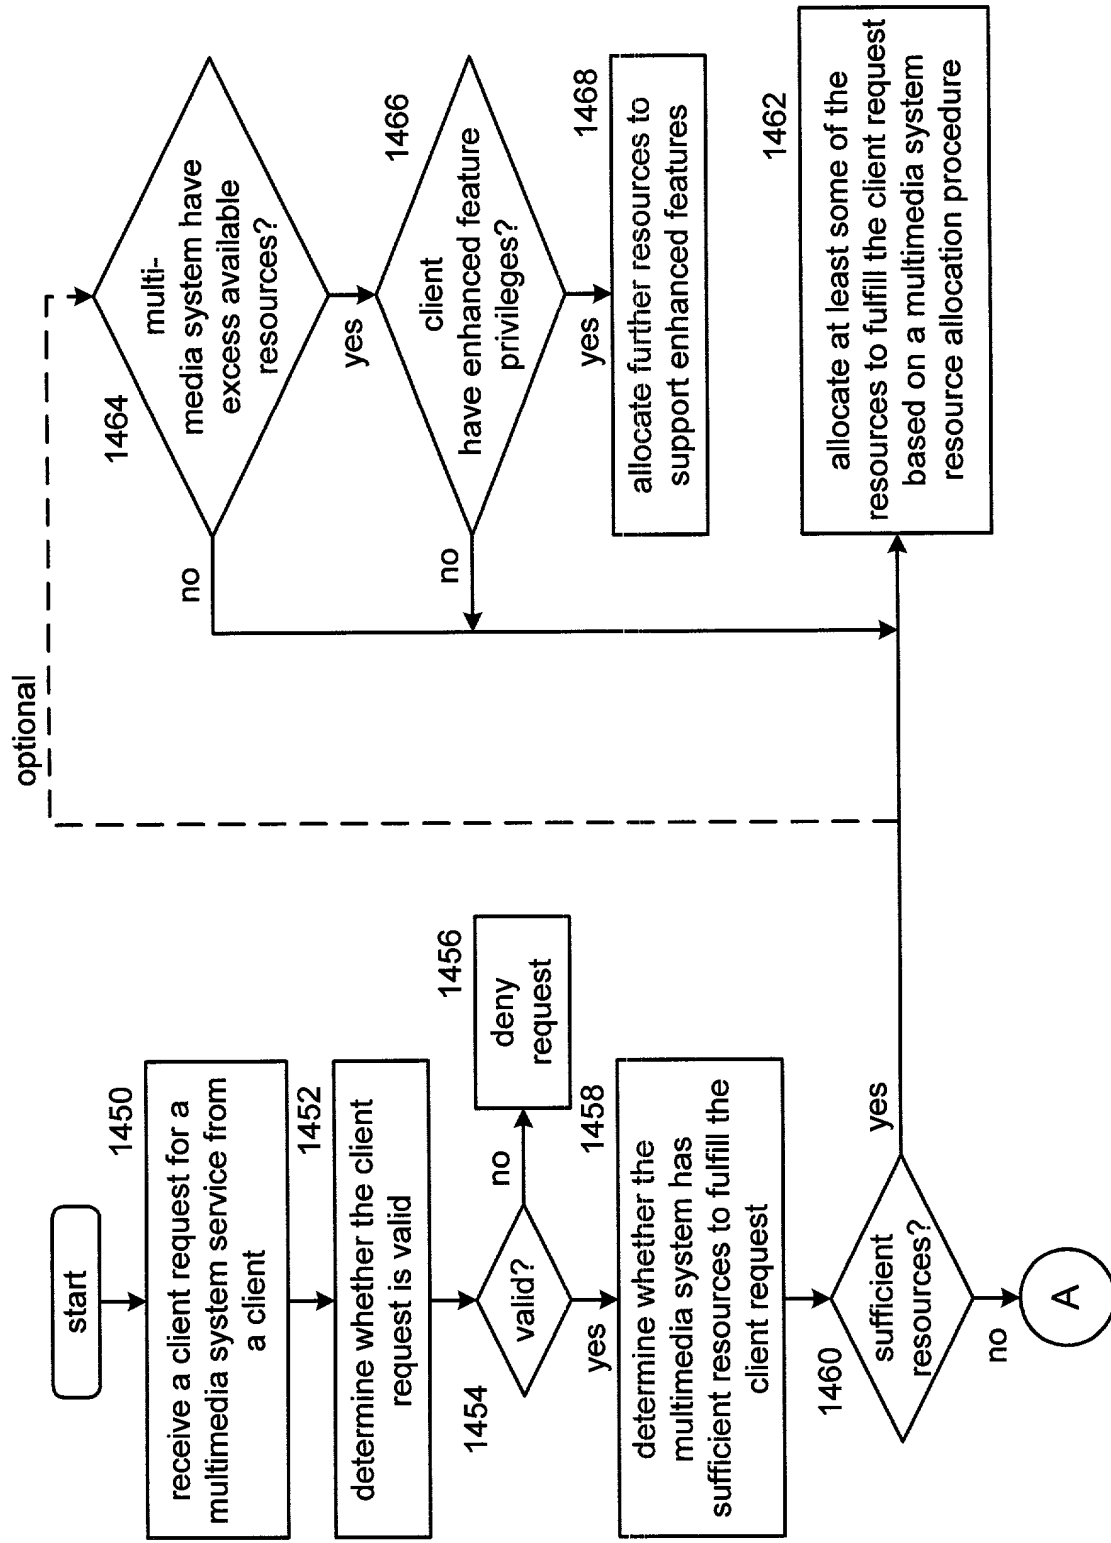 start
1450
receive a client request for a
multimedia system service from
a client
1452
determine whether the client
request is valid
1454
valid?
no
1456
deny
request
yes
1458
determine whether the
multimedia system has
sufficient resources to fulfill the
client request
1460
sufficient
resources?
no
A
yes
optional
1464
multi-
media system have
excess available
resources?
no
yes
1466
client
have enhanced feature
privileges?
no
yes
1468
allocate further resources to
support enhanced features
1462
allocate at least some of the
resources to fulfill the client request
based on a multimedia system
resource allocation procedure